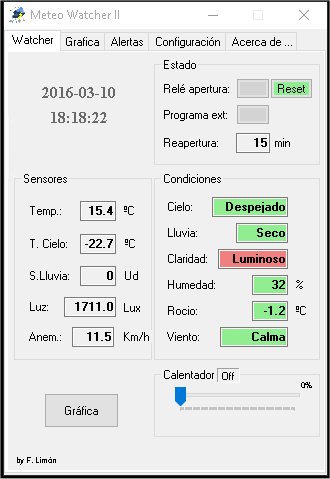 Meteo Watcher II
Watcher Grafica Alertas Configuración Acerca de ...
2016-03-10
18:18:22
Estado
Relé apertura: Reset
Programa ext:
Reapertura: 15 min
Sensores
Temp.: 15.4 ºC
T. Cielo: -22.7 ºC
S.Lluvia: 0 Ud
Luz: 1711.0 Lux
Anem.: 11.5 Km/h
Condiciones
Cielo: Despejado
Lluvia: Seco
Claridad: Luminoso
Humedad: 32 %
Rocio: -1.2 ºC
Viento: Calma
Calentador Off
0%
Gráfica
by F. Limón